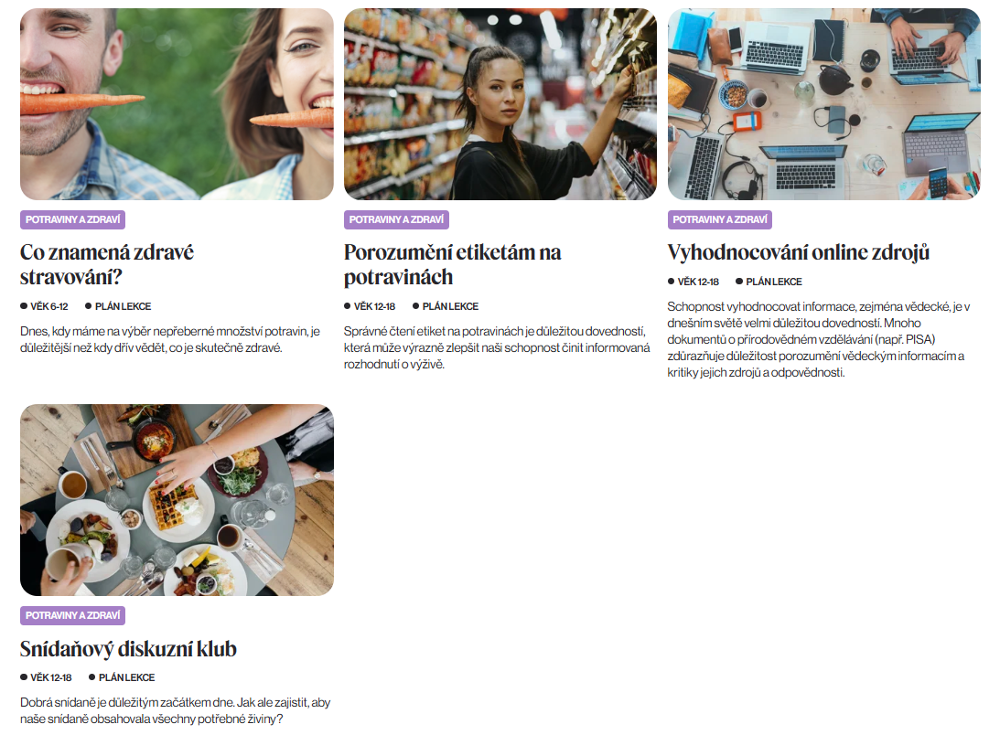 POTRAVINY A ZDRAVÍ
Co znamená zdravé
stravování?
VĚK 6-12 PLÁN LEKCE
Dnes, kdy máme na výběr nepřeberné množství potravin, je
důležitější než kdy dřív vědět, co je skutečně zdravé.
POTRAVINY A ZDRAVÍ
Porozumění etiketám na
potravinách
VĚK 12-18 PLÁN LEKCE
Správné čtení etiket na potravinách je důležitou dovedností,
která může výrazně zlepšit naši schopnost činit informovaná
rozhodnutí o výživě.
POTRAVINY A ZDRAVÍ
Vyhodnocování online zdrojů
VĚK 12-18 PLÁN LEKCE
Schopnost vyhodnocovat informace, zejména vědecké, je v
dnešním světě velmi důležitou dovedností. Mnoho
dokumentů o přírodovědném vzdělávání (např. PISA)
zdůrazňuje důležitost porozumění vědeckým informacím a
kritiky jejich zdrojů a odpovědnosti.
POTRAVINY A ZDRAVÍ
Snídaňový diskuzní klub
VĚK 12-18 PLÁN LEKCE
Dobrá snídaně je důležitým začátkem dne. Jak ale zajistit, aby
naše snídaně obsahovala všechny potřebné živiny?